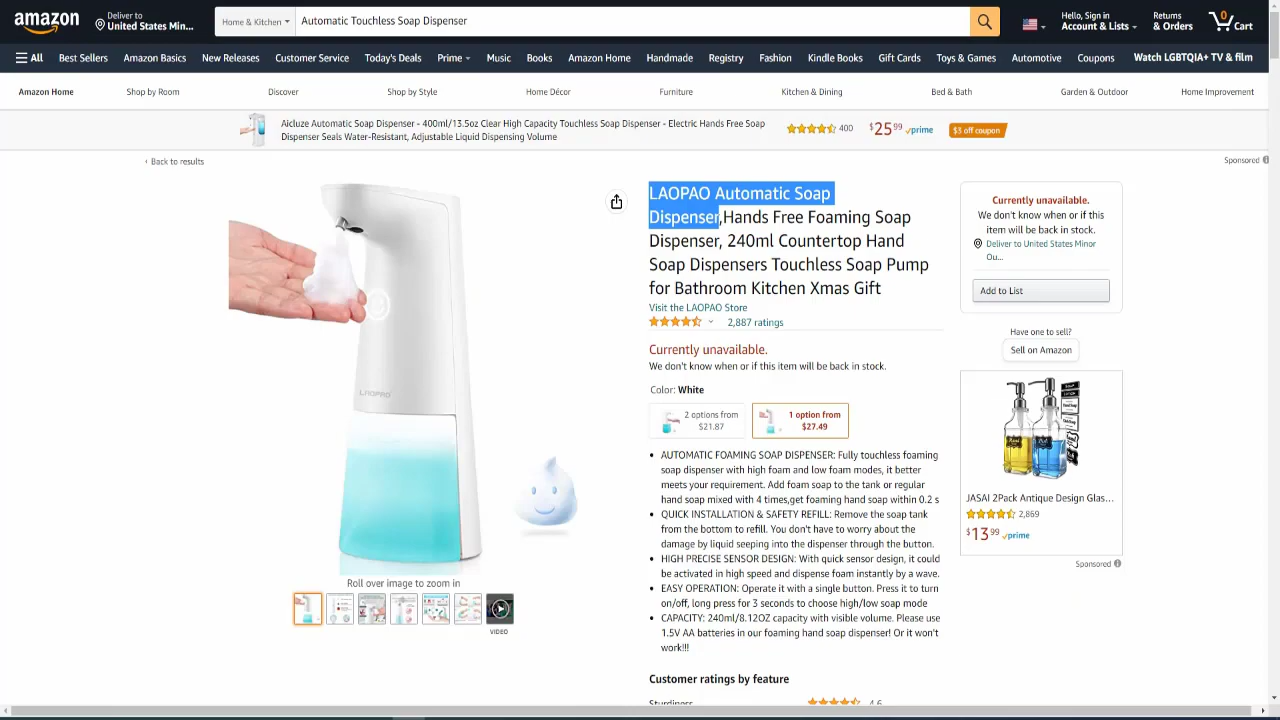 amazon
Deliver to
United States Min...
Home & Kitchen
Automatic Touchless Soap Dispenser
Hello, Sign in
Account & Lists
Returns
& Orders
0
Cart
All
Best Sellers
Amazon Basics
New Releases
Customer Service
Today's Deals
Prime
Music
Books
Amazon Home
Handmade
Registry
Fashion
Kindle Books
Gift Cards
Toys & Games
Automotive
Coupons
Watch LGBTQIA+ TV & film
Amazon Home
Shop by Room
Discover
Shop by Style
Home Décor
Furniture
Kitchen & Dining
Bed & Bath
Garden & Outdoor
Home Improvement
Aicluze Automatic Soap Dispenser - 400ml/13.5oz Clear High Capacity Touchless Soap Dispenser - Electric Hands Free Soap
Dispenser Seals Water-Resistant, Adjustable Liquid Dispensing Volume
400
$25 99 prime
$3 off coupon
‹ Back to results
Sponsored
LAOPAO
Roll over image to zoom in
VIDEO
LAOPAO Automatic Soap
Dispenser,Hands Free Foaming Soap
Dispenser, 240ml Countertop Hand
Soap Dispensers Touchless Soap Pump
for Bathroom Kitchen Xmas Gift
Visit the LAOPAO Store
2,887 ratings
Currently unavailable.
We don't know when or if this item will be back in stock.
Color: White
2 options from
$21.87
1 option from
$27.49
• AUTOMATIC FOAMING SOAP DISPENSER: Fully touchless foaming
soap dispenser with high foam and low foam modes, it better
meets your requirement. Add foam soap to the tank or regular
hand soap mixed with 4 times,get foaming hand soap within 0.2 s
• QUICK INSTALLATION & SAFETY REFILL: Remove the soap tank
from the bottom to refill. You don't have to worry about the
damage by liquid seeping into the dispenser through the button.
• HIGH PRECISE SENSOR DESIGN: With quick sensor design, it could
be activated in high speed and dispense foam instantly by a wave.
• EASY OPERATION: Operate it with a single button. Press it to turn
on/off, long press for 3 seconds to choose high/low soap mode
• CAPACITY: 240ml/8.12OZ capacity with visible volume. Please use
1.5V AA batteries in our foaming hand soap dispenser! Or it won't
work!!!
Customer ratings by feature
Sturdiness
4.6
Currently unavailable.
We don't know when or if this
item will be back in stock.
Deliver to United States Minor
Ou...
Add to List
Have one to sell?
Sell on Amazon
JASAI 2Pack Antique Design Glas...
2,869
$13 99 prime
Sponsored